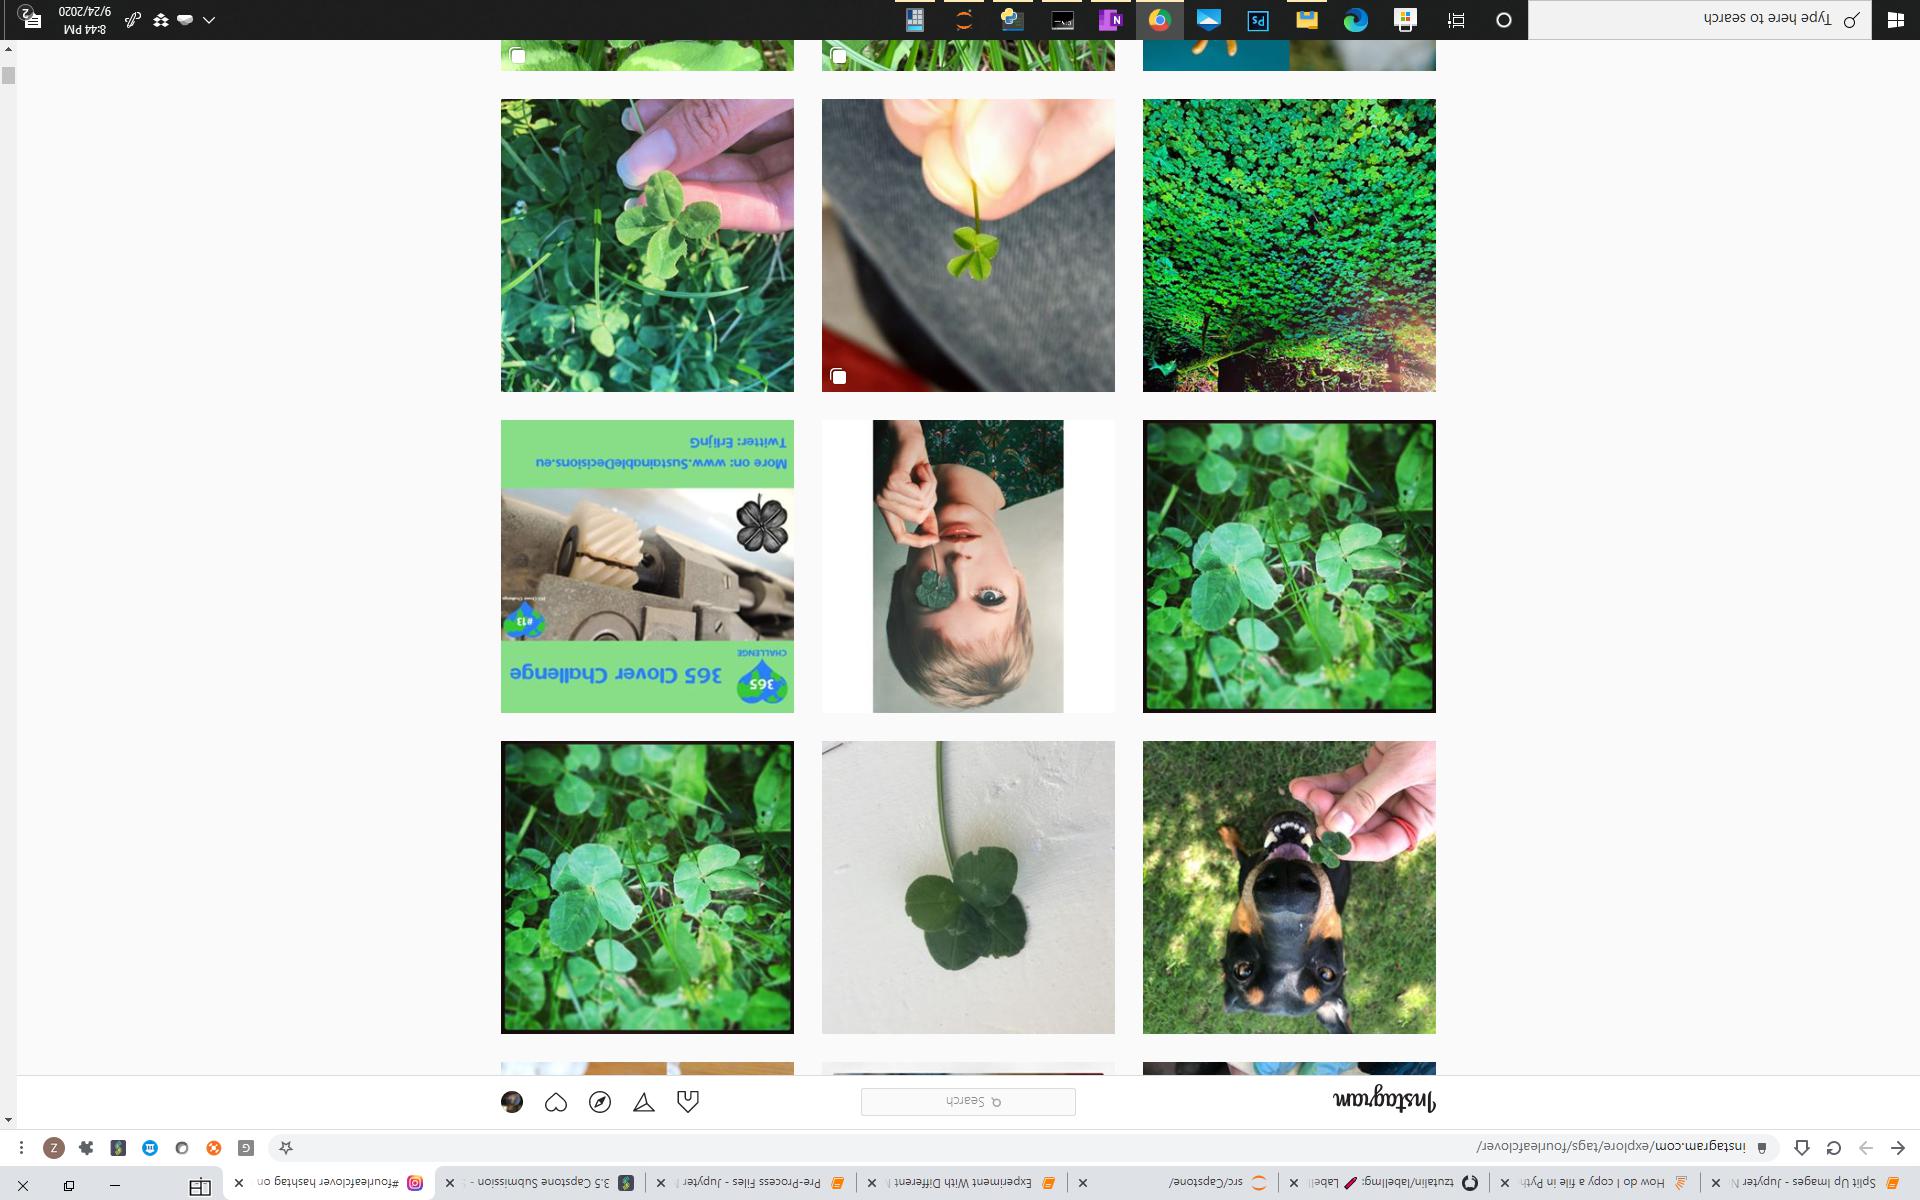 Split Up Images - Jupyter N
How do I copy a file in Pyth
tzutalin/labelImg: Label
src/Capstone/
Experiment With Different N
Pre-Process Files - Jupyter
3.5 Capstone Submission -
#fourleafclover hashtag on
instagram.com/explore/tags/fourleafclover/
G
Z
Instagram
Search
365
CHALLENGE
365 Clover Challenge
#13
More on: www.SustainableDecisions.eu
Twitter: ErlijnG
Type here to search
Ps
N
8:44 PM
9/24/2020
2